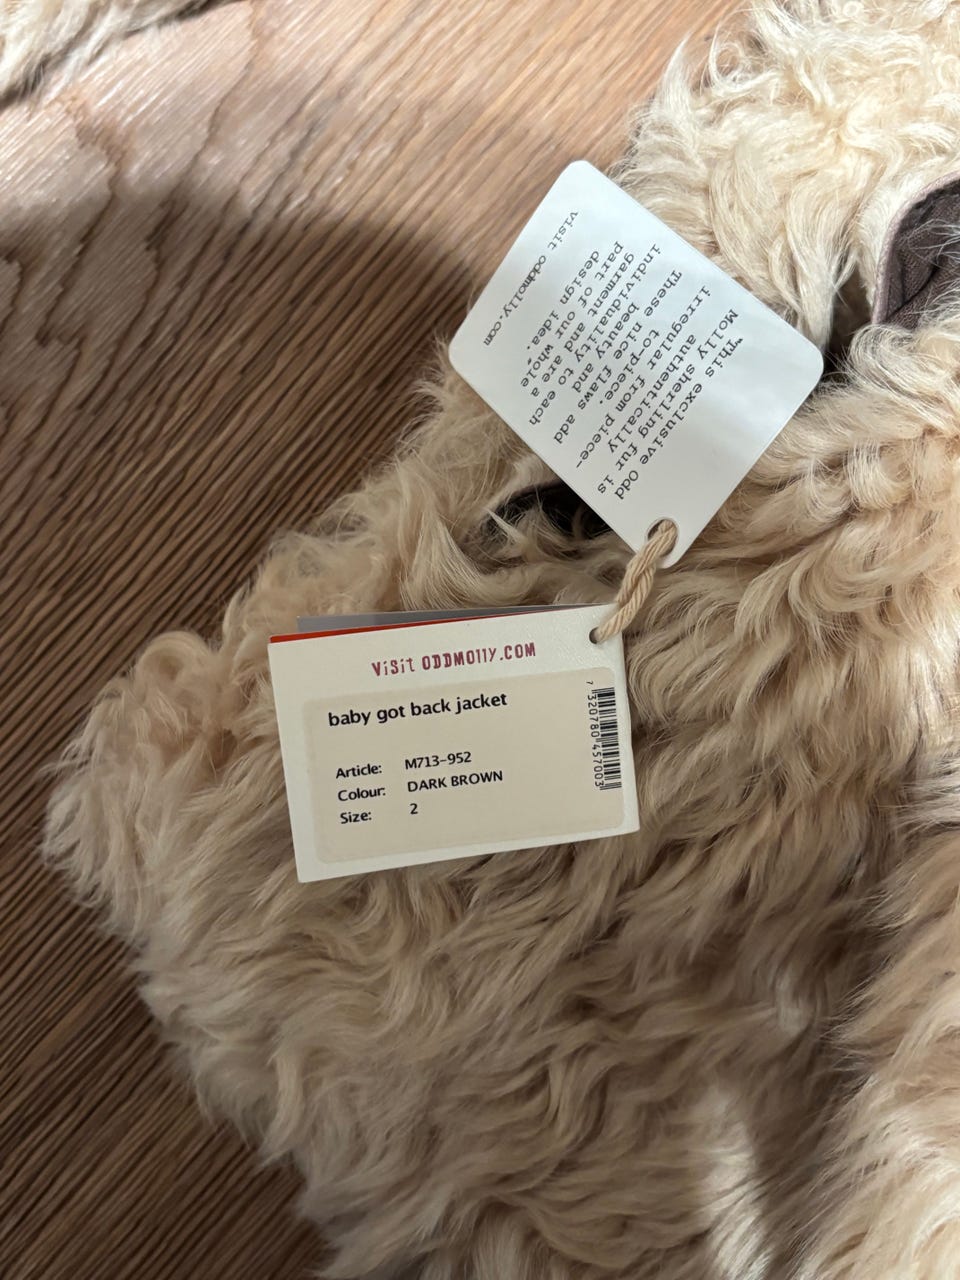 "This exclusive Odd
Molly sherling fur is
authentically
irregular from piece-
to-piece.
These nice flaws add
individuality and
beauty to each
garment and are a
part of our whole
design idea."
visit oddmolly.com
Visit ODDMOllY.COM
baby got back jacket
Article: M713-952
Colour: DARK BROWN
Size: 2
7 320780 457003